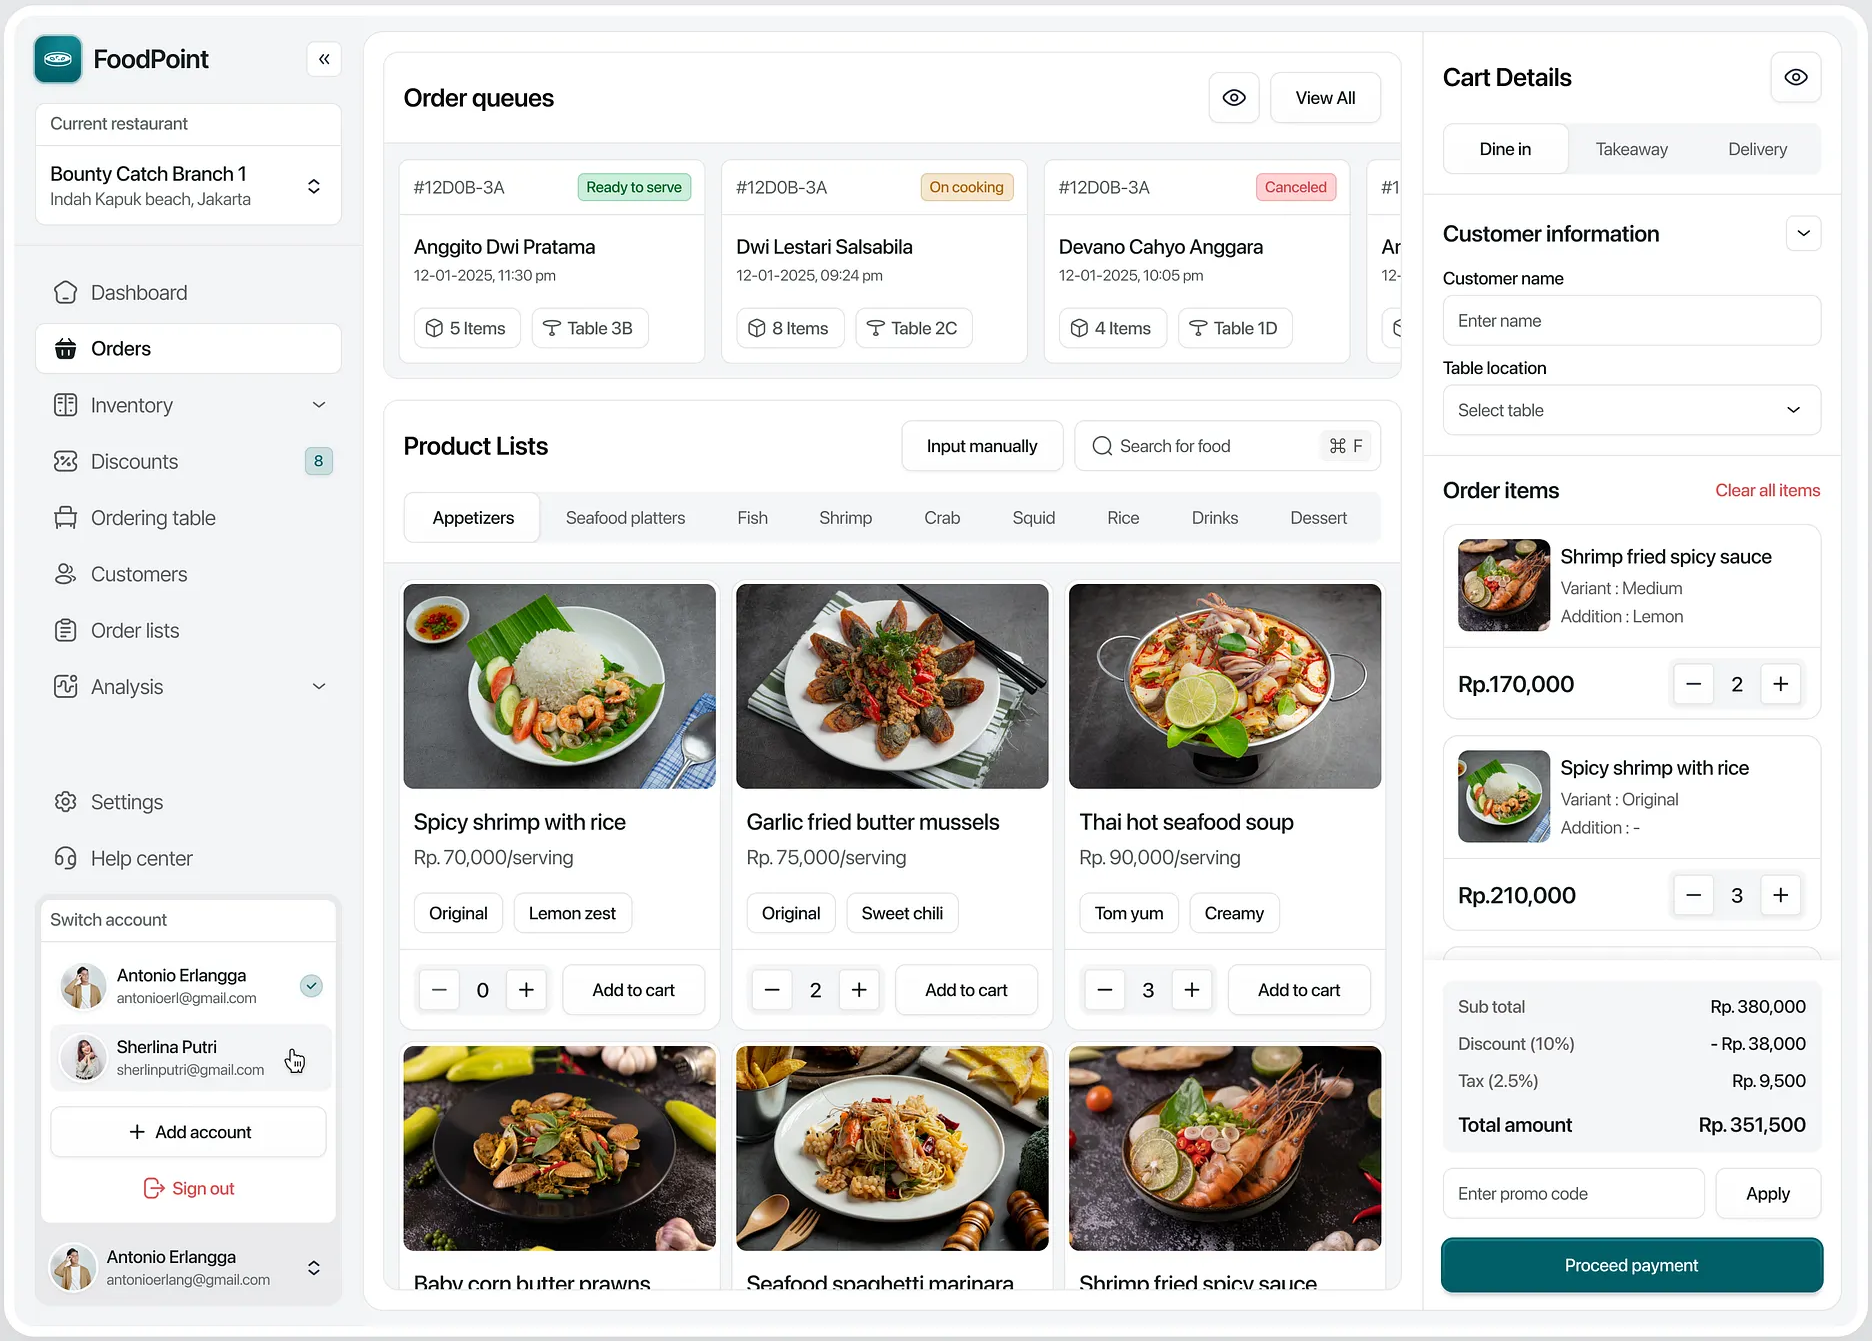 FoodPoint
Current restaurant
Bounty Catch Branch 1
Indah Kapuk beach, Jakarta
Dashboard
Orders
Inventory
Discounts 8
Ordering table
Customers
Order lists
Analysis
Settings
Help center
Switch account
Antonio Erlangga
antonioerl@gmail.com
Sherlina Putri
sherlinputri@gmail.com
+ Add account
Sign out
Antonio Erlangga
antonioerlang@gmail.com
Order queues
View All
#12D0B-3A Ready to serve
Anggito Dwi Pratama
12-01-2025, 11:30 pm
5 Items Table 3B
#12D0B-3A On cooking
Dwi Lestari Salsabila
12-01-2025, 09:24 pm
8 Items Table 2C
#12D0B-3A Canceled
Devano Cahyo Anggara
12-01-2025, 10:05 pm
4 Items Table 1D
#1
Ar
12-
Product Lists
Input manually
Search for food ⌘ F
Appetizers Seafood platters Fish Shrimp Crab Squid Rice Drinks Dessert
Spicy shrimp with rice
Rp. 70,000/serving
Original Lemon zest
− 0 + Add to cart
Garlic fried butter mussels
Rp. 75,000/serving
Original Sweet chili
− 2 + Add to cart
Thai hot seafood soup
Rp. 90,000/serving
Tom yum Creamy
− 3 + Add to cart
Baby corn butter prawns
Seafood spaghetti marinara
Shrimp fried spicy sauce
Cart Details
Dine in Takeaway Delivery
Customer information
Customer name
Enter name
Table location
Select table
Order items Clear all items
Shrimp fried spicy sauce
Variant : Medium
Addition : Lemon
Rp.170,000 − 2 +
Spicy shrimp with rice
Variant : Original
Addition : -
Rp.210,000 − 3 +
Sub total Rp. 380,000
Discount (10%) - Rp. 38,000
Tax (2.5%) Rp. 9,500
Total amount Rp. 351,500
Enter promo code Apply
Proceed payment